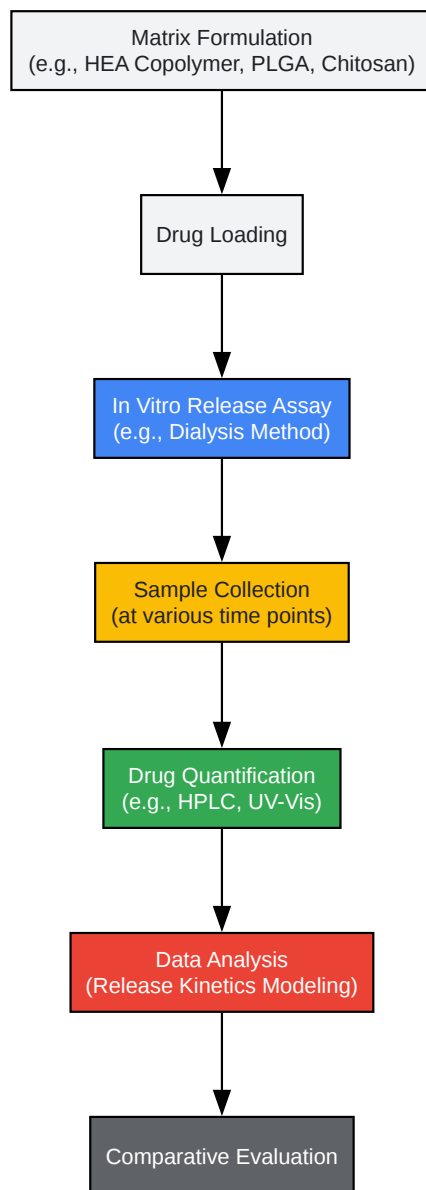 Matrix Formulation
(e.g., HEA Copolymer, PLGA, Chitosan)
Drug Loading
In Vitro Release Assay
(e.g., Dialysis Method)
Sample Collection
(at various time points)
Drug Quantification
(e.g., HPLC, UV-Vis)
Data Analysis
(Release Kinetics Modeling)
Comparative Evaluation